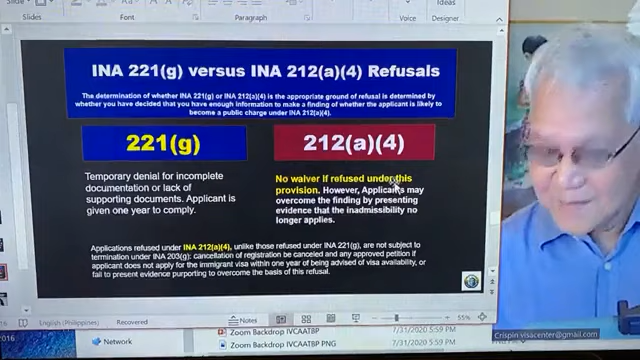 Slide
Slides
Font
Paragraph
Voice
Ideas
Designer
INA 221(g) versus INA 212(a)(4) Refusals
The determination of whether INA 221(g) or INA 212(a)(4) is the appropriate ground of refusal is determined by
whether you have decided that you have enough information to make a finding of whether the applicant is likely to
become a public charge under INA 212(a)(4).
221(g)
212(a)(4)
Temporary denial for incomplete
documentation or lack of
supporting documents. Applicant is
given one year to comply.
No waiver if refused under this
provision. However, Applicants may
overcome the finding by presenting
evidence that the inadmissibility no
longer applies.
Applications refused under INA 212(a)(4), unlike those refused under INA 221(g), are not subject to
termination under INA 203(g): cancellation of registration be canceled and any approved petition if
applicant does not apply for the immigrant visa within one year of being advised of visa availability, or
fail to present evidence purporting to overcome the basis of this refusal.
English (Philippines)
Recovered
Notes
55%
2016
Network
Zoom Backdrop IVCAATBP
7/31/2020 5:59 PM
Zoom Backdrop IVCAATBP PNG
7/31/2020 5:59 PM
Crispin visacenter@gmail.com